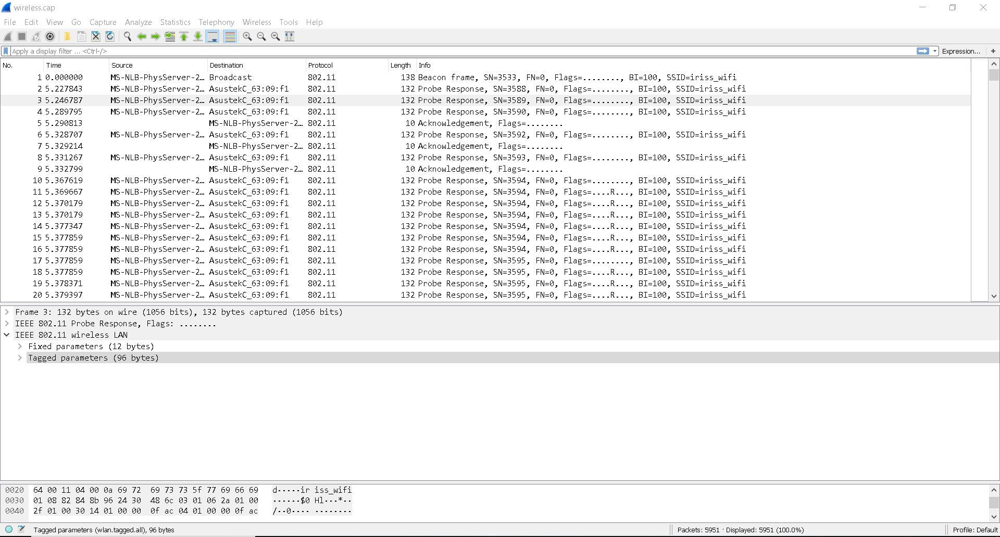 wireless.cap
File Edit View Go Capture Analyze Statistics Telephony Wireless Tools Help
Apply a display filter ... <Ctrl-/> Expression... +
No. Time Source Destination Protocol Length Info
1 0.000000 MS-NLB-PhysServer-2… Broadcast 802.11 138 Beacon frame, SN=3533, FN=0, Flags=........, BI=100, SSID=iriss_wifi
2 5.227843 MS-NLB-PhysServer-2… AsustekC_63:09:f1 802.11 132 Probe Response, SN=3588, FN=0, Flags=........, BI=100, SSID=iriss_wifi
3 5.246787 MS-NLB-PhysServer-2… AsustekC_63:09:f1 802.11 132 Probe Response, SN=3589, FN=0, Flags=........, BI=100, SSID=iriss_wifi
4 5.289795 MS-NLB-PhysServer-2… AsustekC_63:09:f1 802.11 132 Probe Response, SN=3590, FN=0, Flags=........, BI=100, SSID=iriss_wifi
5 5.290813 MS-NLB-PhysServer-2… 802.11 10 Acknowledgement, Flags=........
6 5.328707 MS-NLB-PhysServer-2… AsustekC_63:09:f1 802.11 132 Probe Response, SN=3592, FN=0, Flags=........, BI=100, SSID=iriss_wifi
7 5.329214 MS-NLB-PhysServer-2… 802.11 10 Acknowledgement, Flags=........
8 5.331267 MS-NLB-PhysServer-2… AsustekC_63:09:f1 802.11 132 Probe Response, SN=3593, FN=0, Flags=........, BI=100, SSID=iriss_wifi
9 5.332799 MS-NLB-PhysServer-2… 802.11 10 Acknowledgement, Flags=........
10 5.367619 MS-NLB-PhysServer-2… AsustekC_63:09:f1 802.11 132 Probe Response, SN=3594, FN=0, Flags=........, BI=100, SSID=iriss_wifi
11 5.369667 MS-NLB-PhysServer-2… AsustekC_63:09:f1 802.11 132 Probe Response, SN=3594, FN=0, Flags=....R..., BI=100, SSID=iriss_wifi
12 5.370179 MS-NLB-PhysServer-2… AsustekC_63:09:f1 802.11 132 Probe Response, SN=3594, FN=0, Flags=....R..., BI=100, SSID=iriss_wifi
13 5.370179 MS-NLB-PhysServer-2… AsustekC_63:09:f1 802.11 132 Probe Response, SN=3594, FN=0, Flags=....R..., BI=100, SSID=iriss_wifi
14 5.377347 MS-NLB-PhysServer-2… AsustekC_63:09:f1 802.11 132 Probe Response, SN=3594, FN=0, Flags=....R..., BI=100, SSID=iriss_wifi
15 5.377859 MS-NLB-PhysServer-2… AsustekC_63:09:f1 802.11 132 Probe Response, SN=3594, FN=0, Flags=....R..., BI=100, SSID=iriss_wifi
16 5.377859 MS-NLB-PhysServer-2… AsustekC_63:09:f1 802.11 132 Probe Response, SN=3594, FN=0, Flags=....R..., BI=100, SSID=iriss_wifi
17 5.377859 MS-NLB-PhysServer-2… AsustekC_63:09:f1 802.11 132 Probe Response, SN=3595, FN=0, Flags=........, BI=100, SSID=iriss_wifi
18 5.377859 MS-NLB-PhysServer-2… AsustekC_63:09:f1 802.11 132 Probe Response, SN=3595, FN=0, Flags=....R..., BI=100, SSID=iriss_wifi
19 5.378371 MS-NLB-PhysServer-2… AsustekC_63:09:f1 802.11 132 Probe Response, SN=3595, FN=0, Flags=....R..., BI=100, SSID=iriss_wifi
20 5.379397 MS-NLB-PhysServer-2… AsustekC_63:09:f1 802.11 132 Probe Response, SN=3595, FN=0, Flags=....R..., BI=100, SSID=iriss_wifi
Frame 3: 132 bytes on wire (1056 bits), 132 bytes captured (1056 bits)
IEEE 802.11 Probe Response, Flags: ........
IEEE 802.11 wireless LAN
Fixed parameters (12 bytes)
Tagged parameters (96 bytes)
0020 64 00 11 04 00 0a 69 72 69 73 73 5f 77 69 66 69 d·····ir iss_wifi
0030 01 08 82 84 8b 96 24 30 48 6c 03 01 06 2a 01 00 ······$0 Hl···*··
0040 2f 01 00 30 14 01 00 00 0f ac 04 01 00 00 0f ac /··0···· ········
Tagged parameters (wlan.tagged.all), 96 bytes Packets: 5951 · Displayed: 5951 (100.0%) Profile: Default